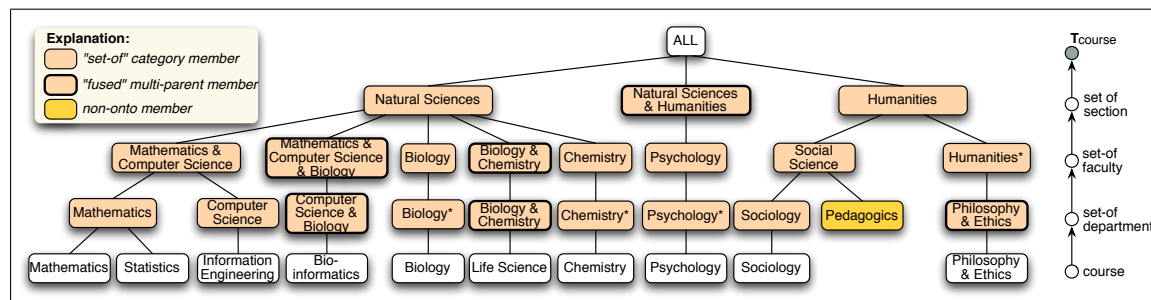 Explanation:
"set-of" category member
"fused" multi-parent member
non-onto member
ALL
Tcourse
Natural Sciences
Natural Sciences
& Humanities
Humanities
set of
section
Mathematics &
Computer Science
Mathematics &
Computer Science
& Biology
Biology
Biology &
Chemistry
Chemistry
Psychology
Social
Science
Humanities*
set-of
faculty
Mathematics
Computer
Science
Computer
Science &
Biology
Biology*
Biology &
Chemistry
Chemistry*
Psychology*
Sociology
Pedagogics
Philosophy
& Ethics
set-of
department
Mathematics
Statistics
Information
Engineering
Bio-
informatics
Biology
Life Science
Chemistry
Psychology
Sociology
Philosophy
& Ethics
course